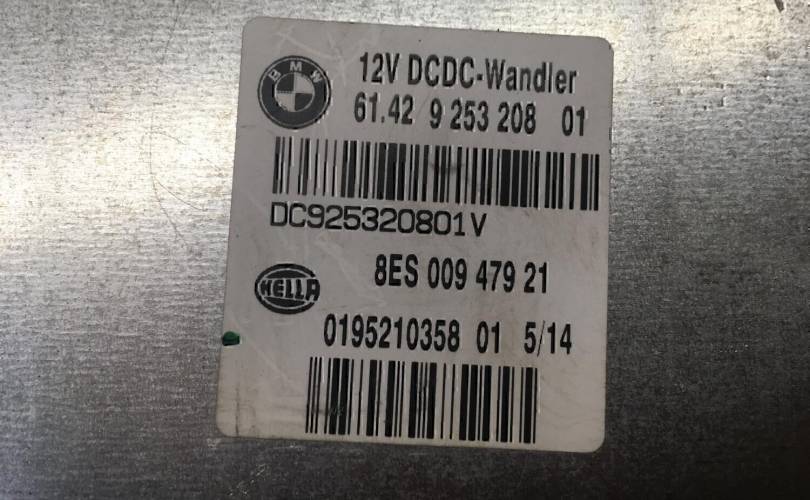 BMW
12V DCDC-Wandler
61.42 9 253 208 01
DC925320801V
8ES 009 479 21
HELLA
0195210358 01 5/14